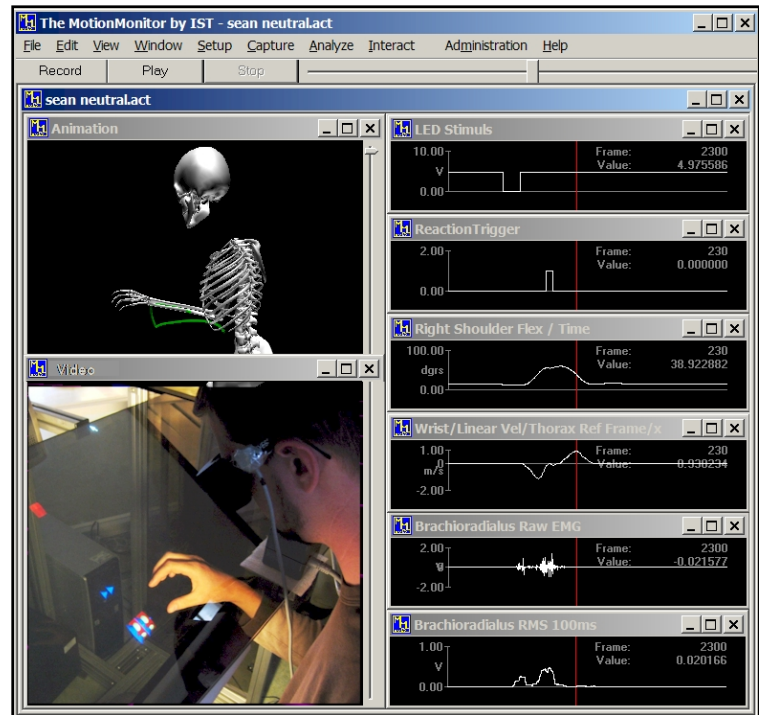 The MotionMonitor by IST - sean neutral.act
File Edit View Window Setup Capture Analyze Interact Administration Help
Record Play Stop
sean neutral.act
Animation
LED Stimuls
10.00
V
0.00
Frame: 2300
Value: 4.975586
ReactionTrigger
2.00
0.00
Frame: 230
Value: 0.000000
Right Shoulder Flex / Time
100.00
dgrs
0.00
Frame: 230
Value: 38.922882
Video
Wrist/Linear Vel/Thorax Ref Frame/x
1.00
0
m/s
-2.00
Frame: 230
Value: 0.930234
Brachioradialus Raw EMG
2.00
-2.00
Frame: 2300
Value: -0.021577
Brachioradialus RMS 100ms
1.00
V
0.00
Frame: 2300
Value: 0.020166